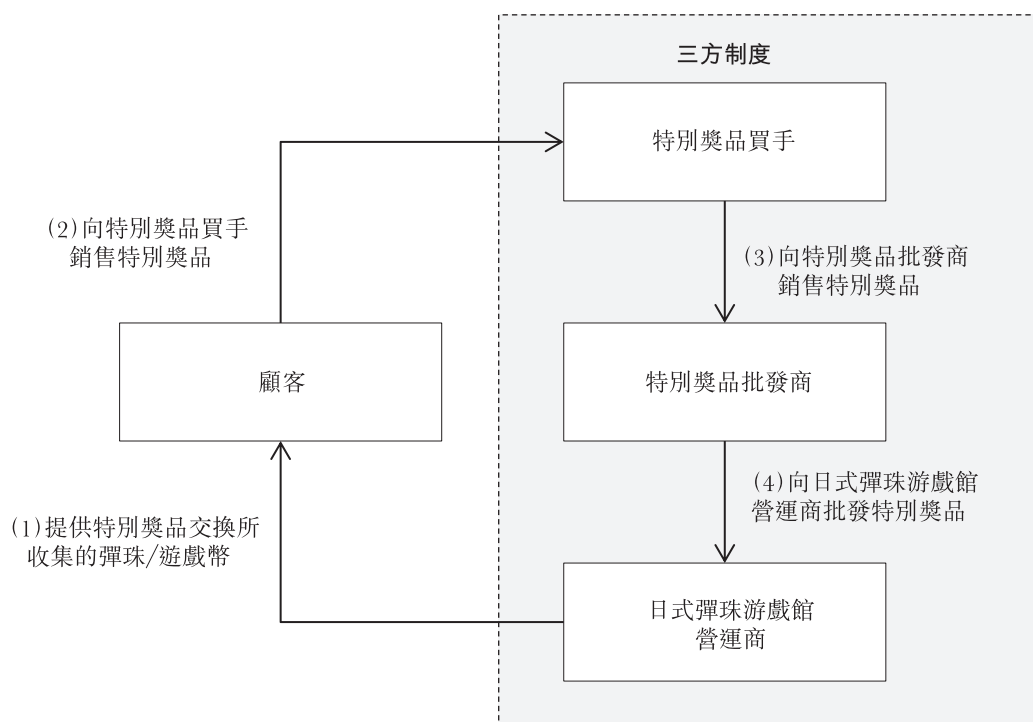 三方制度
特別獎品買手
(2)向特別獎品買手
銷售特別獎品
(3)向特別獎品批發商
銷售特別獎品
顧客
特別獎品批發商
(4)向日式彈珠游戲館
營運商批發特別獎品
(1)提供特別獎品交換所
收集的彈珠/遊戲幣
日式彈珠游戲館
營運商